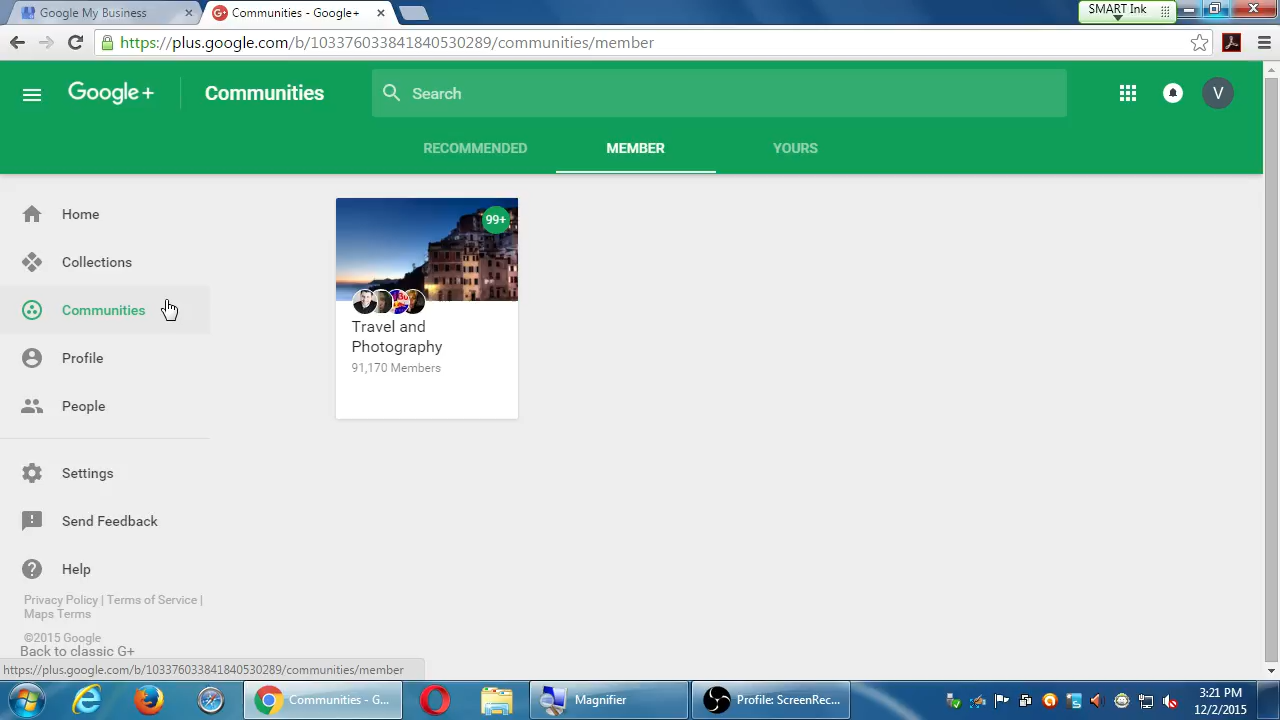 Google My Business
Communities - Google+
SMART Ink
https://plus.google.com/b/103376033841840530289/communities/member
Google+
Communities
Search
V
RECOMMENDED
MEMBER
YOURS
Home
Collections
Communities
Profile
People
Settings
Send Feedback
Help
Privacy Policy | Terms of Service |
Maps Terms
©2015 Google
Back to classic G+
99+
Travel and
Photography
91,170 Members
https://plus.google.com/b/103376033841840530289/communities/member
Communities - G...
Magnifier
Profile: ScreenRec...
3:21 PM
12/2/2015